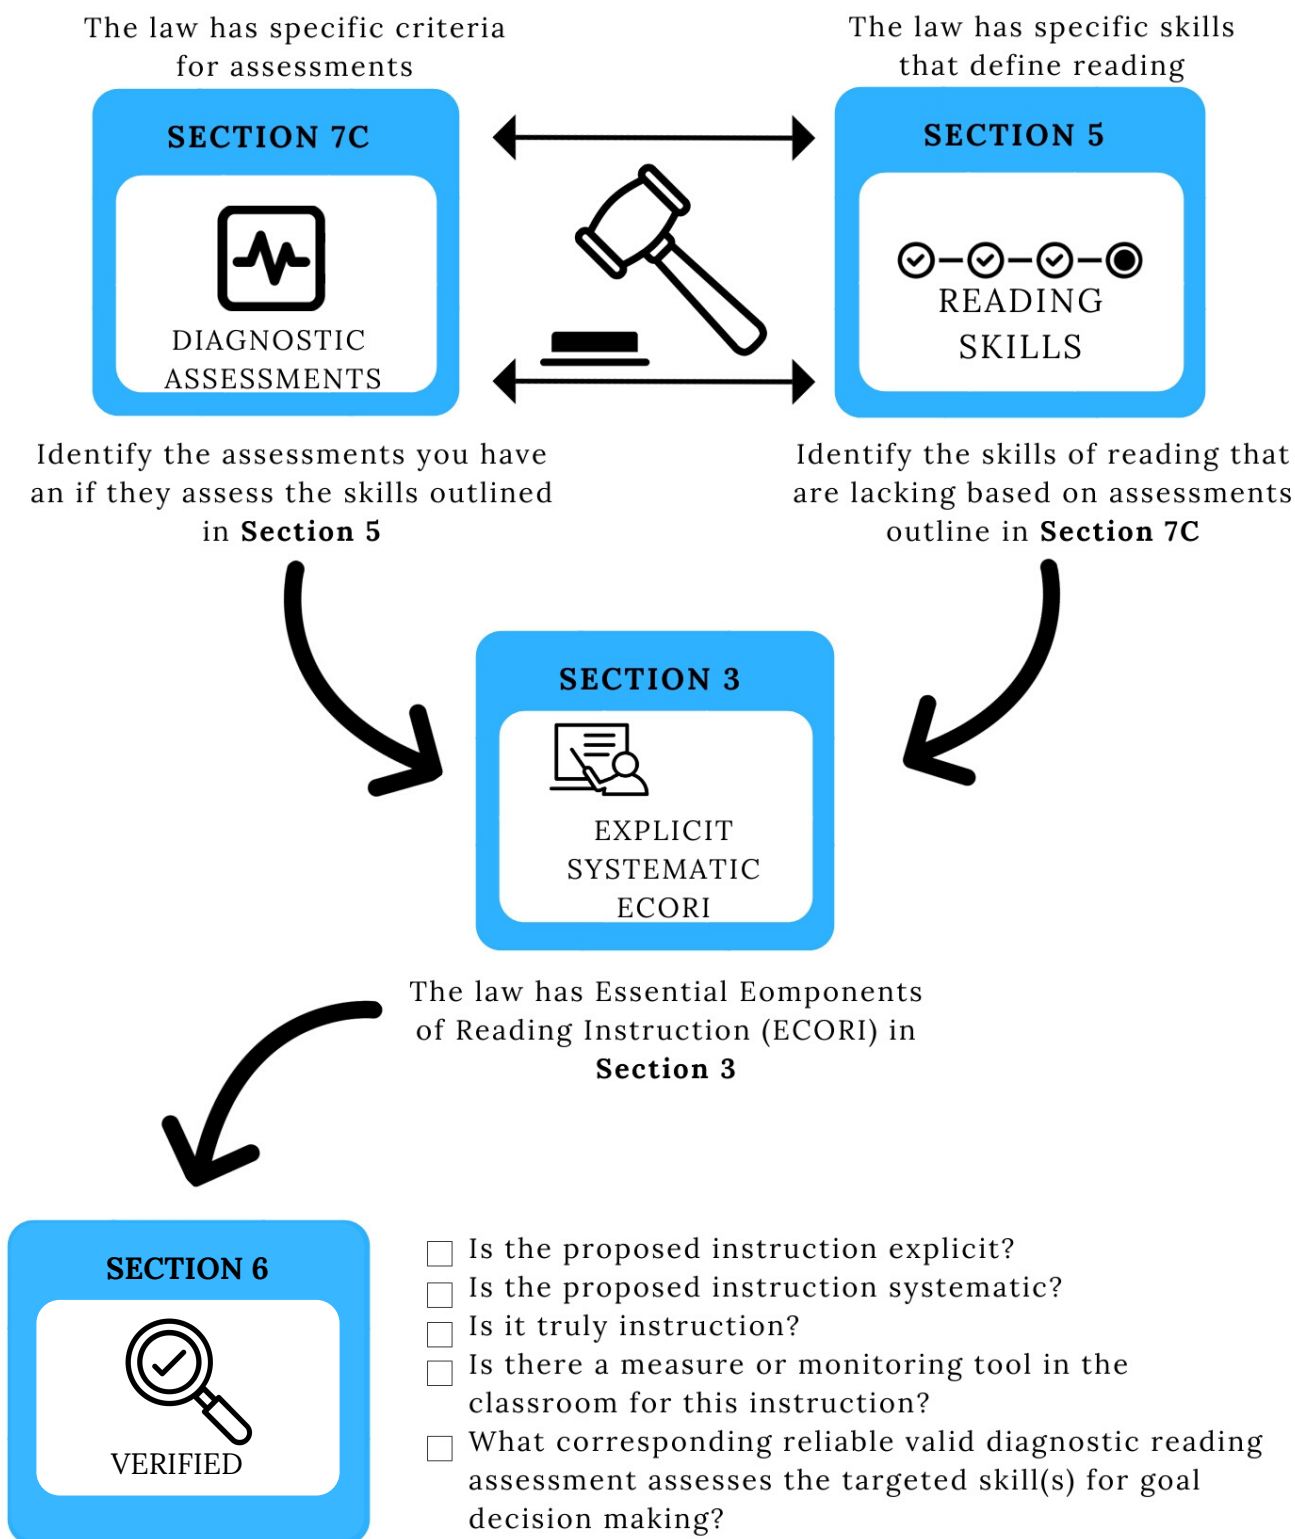 The law has specific criteria
for assessments
SECTION 7C
DIAGNOSTIC
ASSESSMENTS
Identify the assessments you have
an if they assess the skills outlined
in Section 5
The law has specific skills
that define reading
SECTION 5
READING
SKILLS
Identify the skills of reading that
are lacking based on assessments
outline in Section 7C
SECTION 3
EXPLICIT
SYSTEMATIC
ECORI
The law has Essential Eomponents
of Reading Instruction (ECORI) in
Section 3
SECTION 6
VERIFIED
Is the proposed instruction explicit?
Is the proposed instruction systematic?
Is it truly instruction?
Is there a measure or monitoring tool in the
classroom for this instruction?
What corresponding reliable valid diagnostic reading
assessment assesses the targeted skill(s) for goal
decision making?